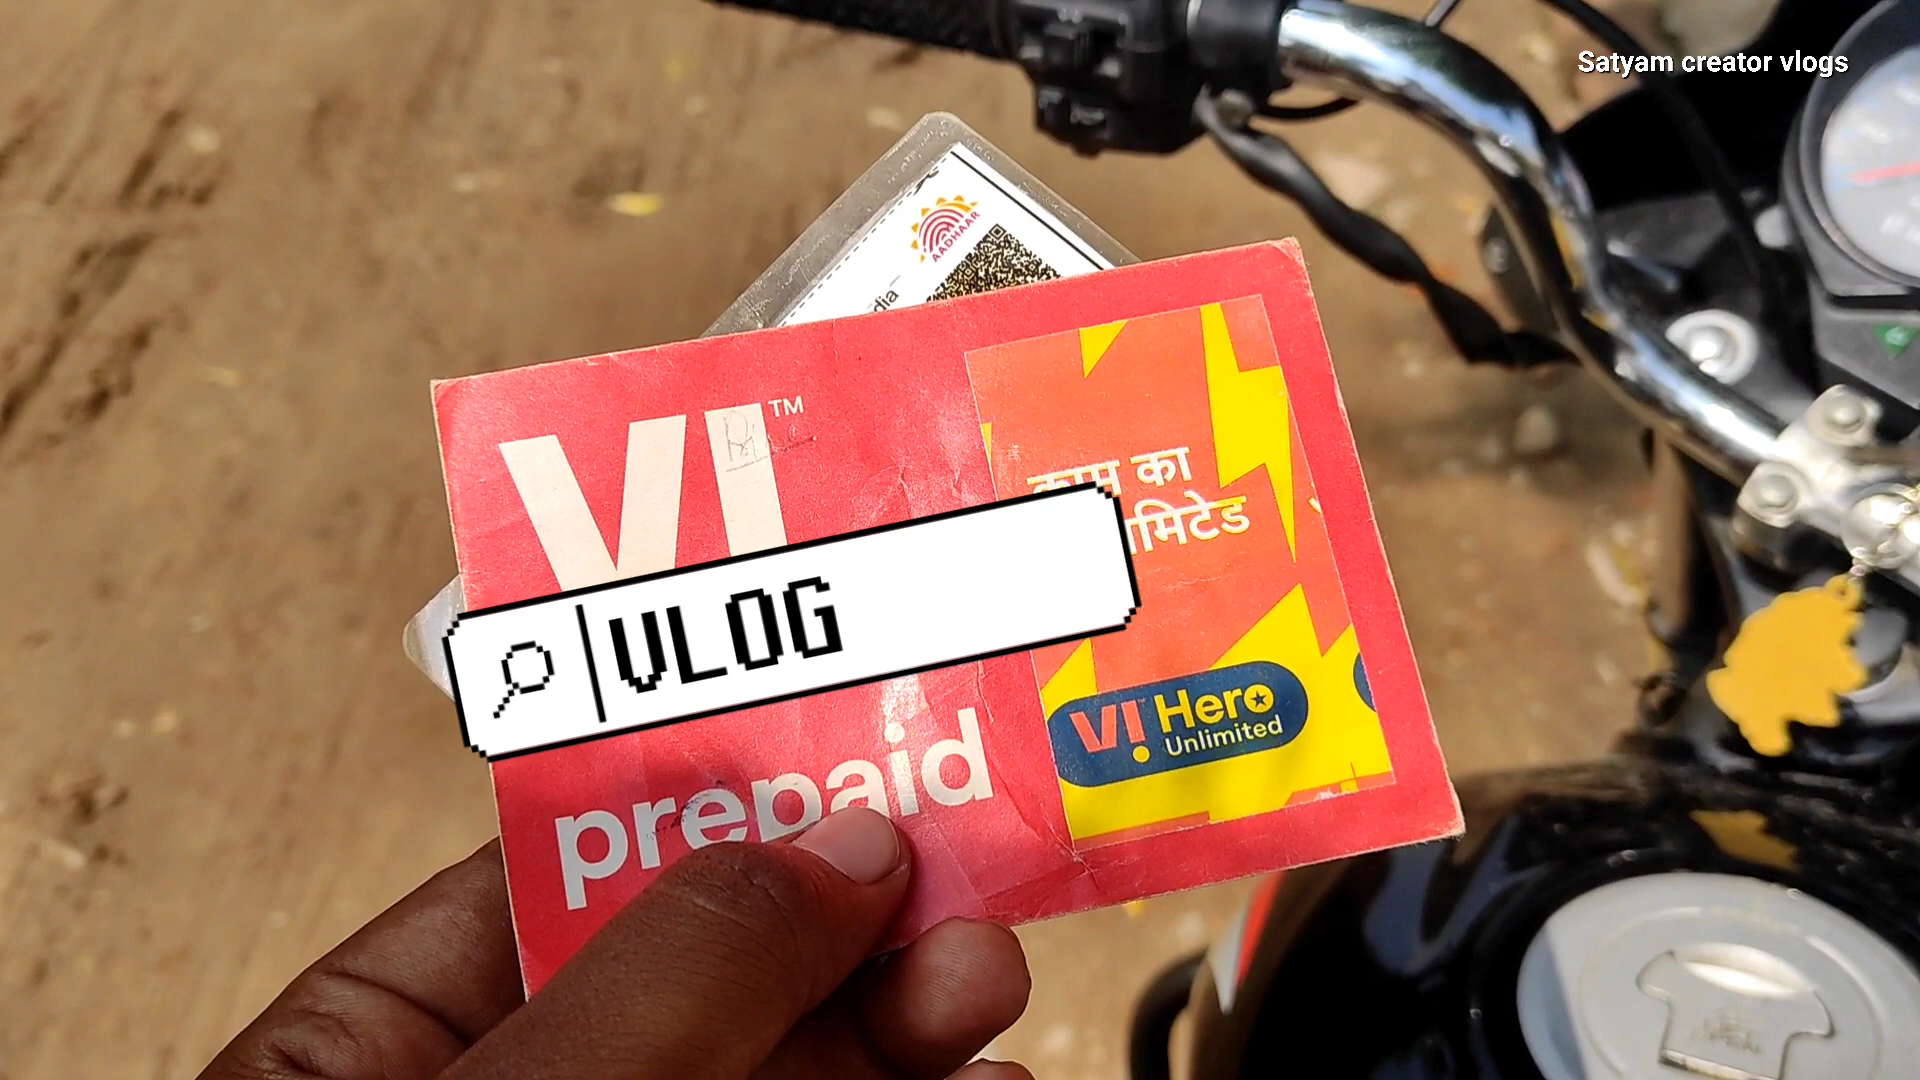 Satyam creator vlogs
AADHAAR
VI™
काम का
VLOG
prepaid
VI Hero
Unlimited